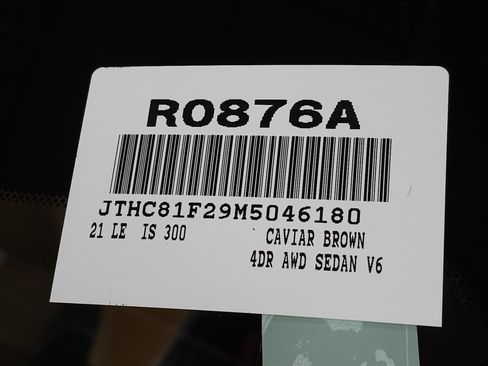 R0876A
JTHC81F29M5046180
21 LE IS 300 CAVIAR BROWN
4DR AWD SEDAN V6